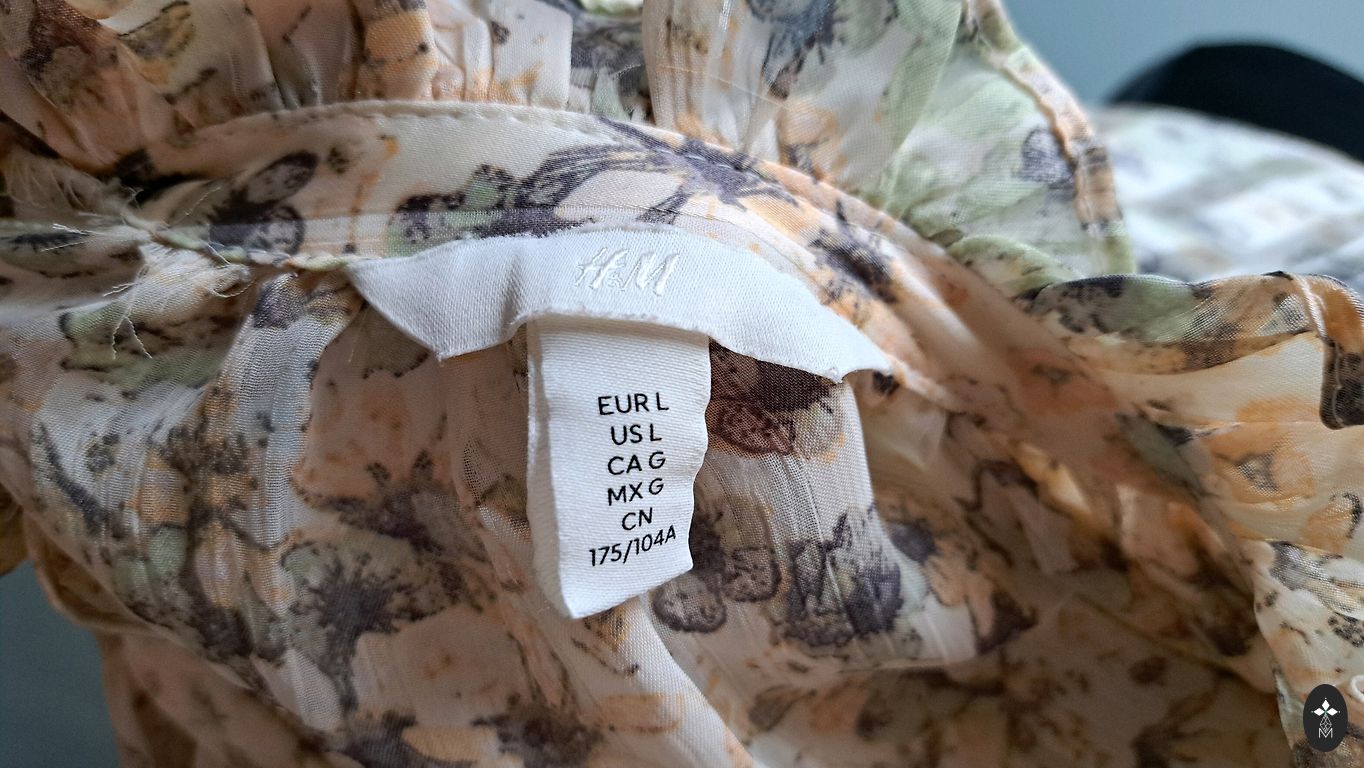 H&M
EUR L
US L
CA G
MX G
CN
175/104A
M